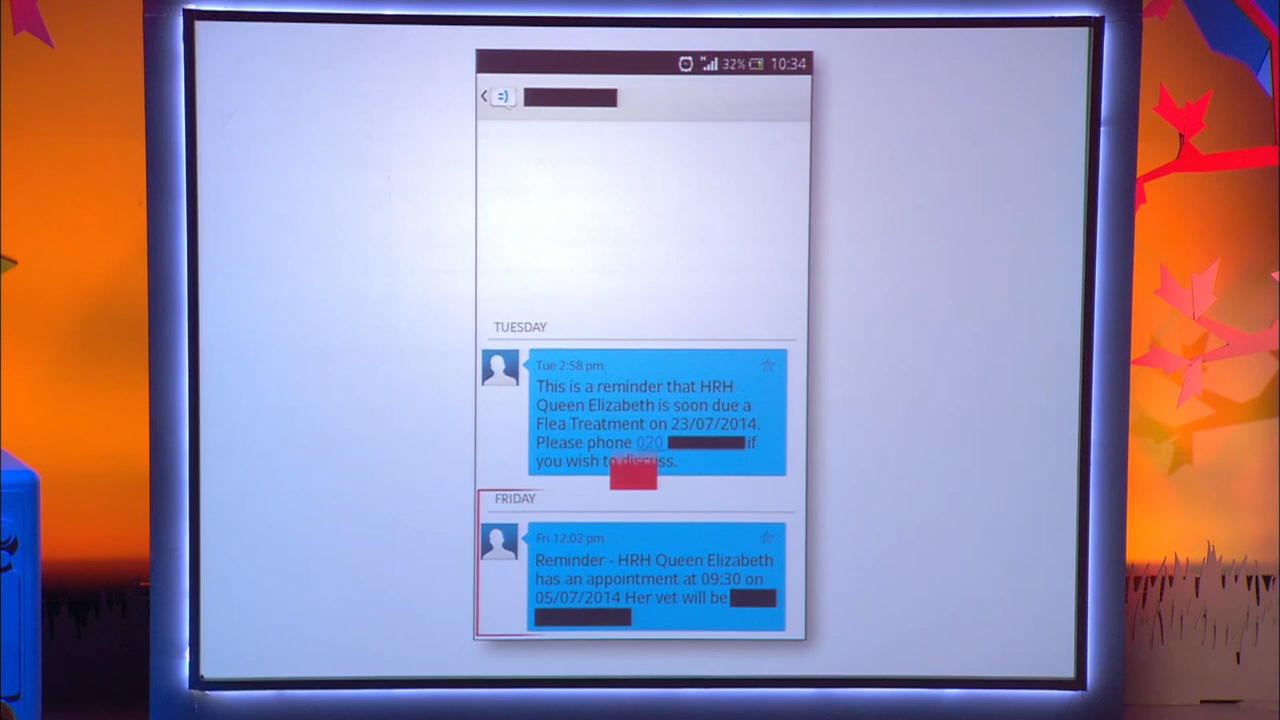 32% 10:34
=)
TUESDAY
Tue 2:58 pm
This is a reminder that HRH
Queen Elizabeth is soon due a
Flea Treatment on 23/07/2014.
Please phone 020 if
you wish to discuss.
FRIDAY
Fri 12:02 pm
Reminder - HRH Queen Elizabeth
has an appointment at 09:30 on
05/07/2014 Her vet will be